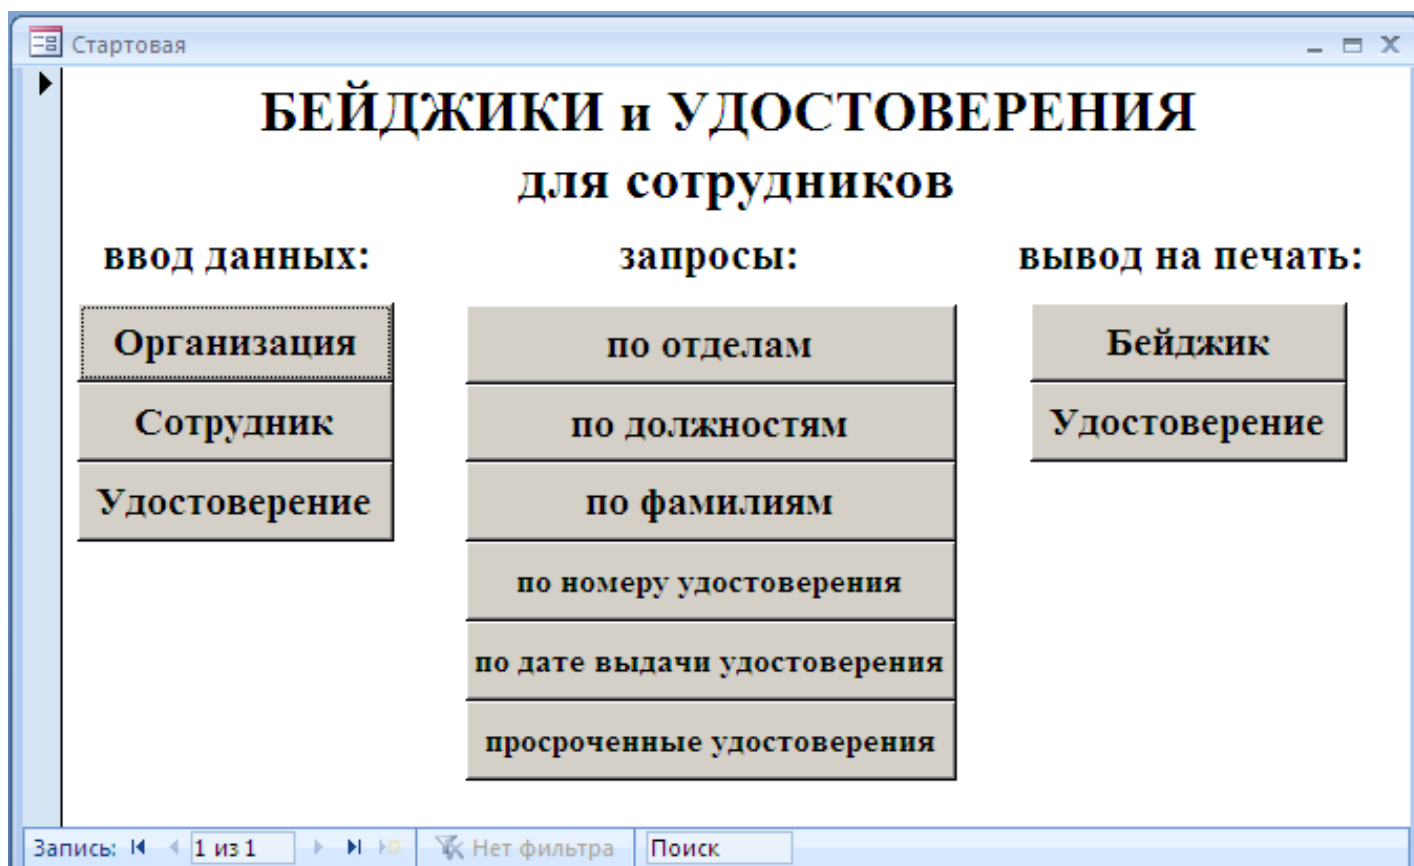 Стартовая
БЕЙДЖИКИ и УДОСТОВЕРЕНИЯ
для сотрудников
ввод данных:
Организация
Сотрудник
Удостоверение
запросы:
по отделам
по должностям
по фамилиям
по номеру удостоверения
по дате выдачи удостоверения
просроченные удостоверения
вывод на печать:
Бейджик
Удостоверение
Запись: 1 из 1 Нет фильтра Поиск